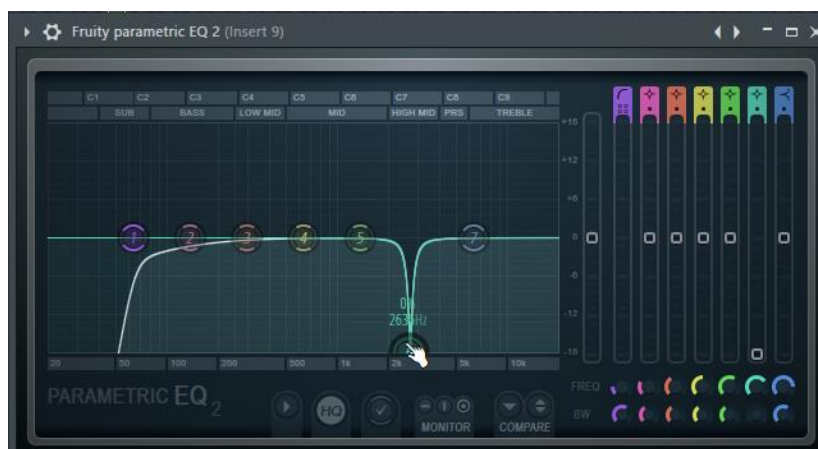 Fruity parametric EQ 2 (Insert 9)
C1 C2 C3 C4 C5 C6 C7 C8 C9
SUB BASS LOW MID MID HIGH MID PRS TREBLE
+18
+12
+6
0
-6
-12
-18
1 2 3 4 5 7
2635Hz
20 50 100 200 500 1k 2k 5k 10k
PARAMETRIC EQ 2
HQ
MONITOR
COMPARE
FREQ
BW